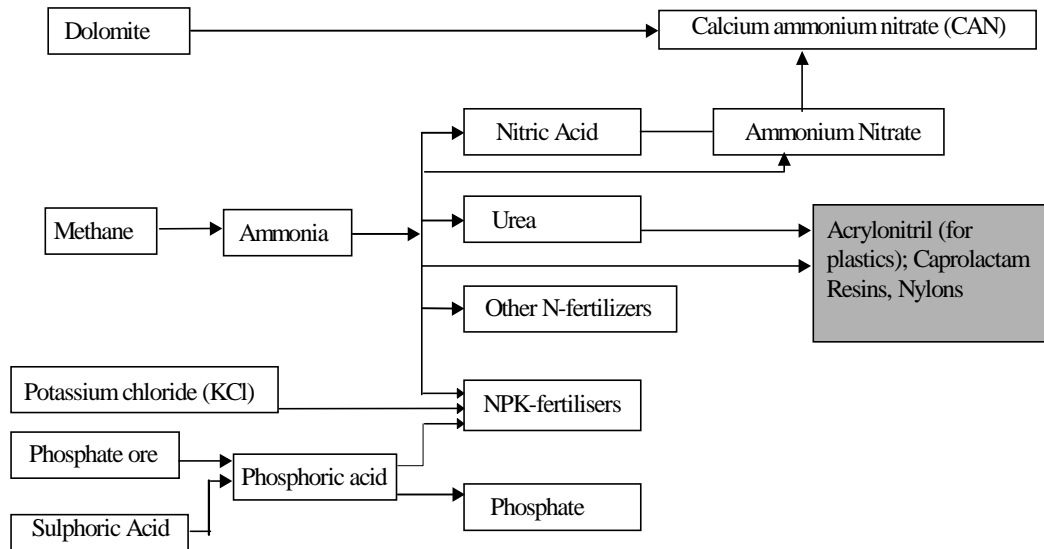 Dolomite
Calcium ammonium nitrate (CAN)
Nitric Acid
Ammonium Nitrate
Methane
Ammonia
Urea
Acrylonitril (for
plastics); Caprolactam
Resins, Nylons
Other N-fertilizers
Potassium chloride (KCl)
NPK-fertilisers
Phosphate ore
Phosphoric acid
Phosphate
Sulphoric Acid